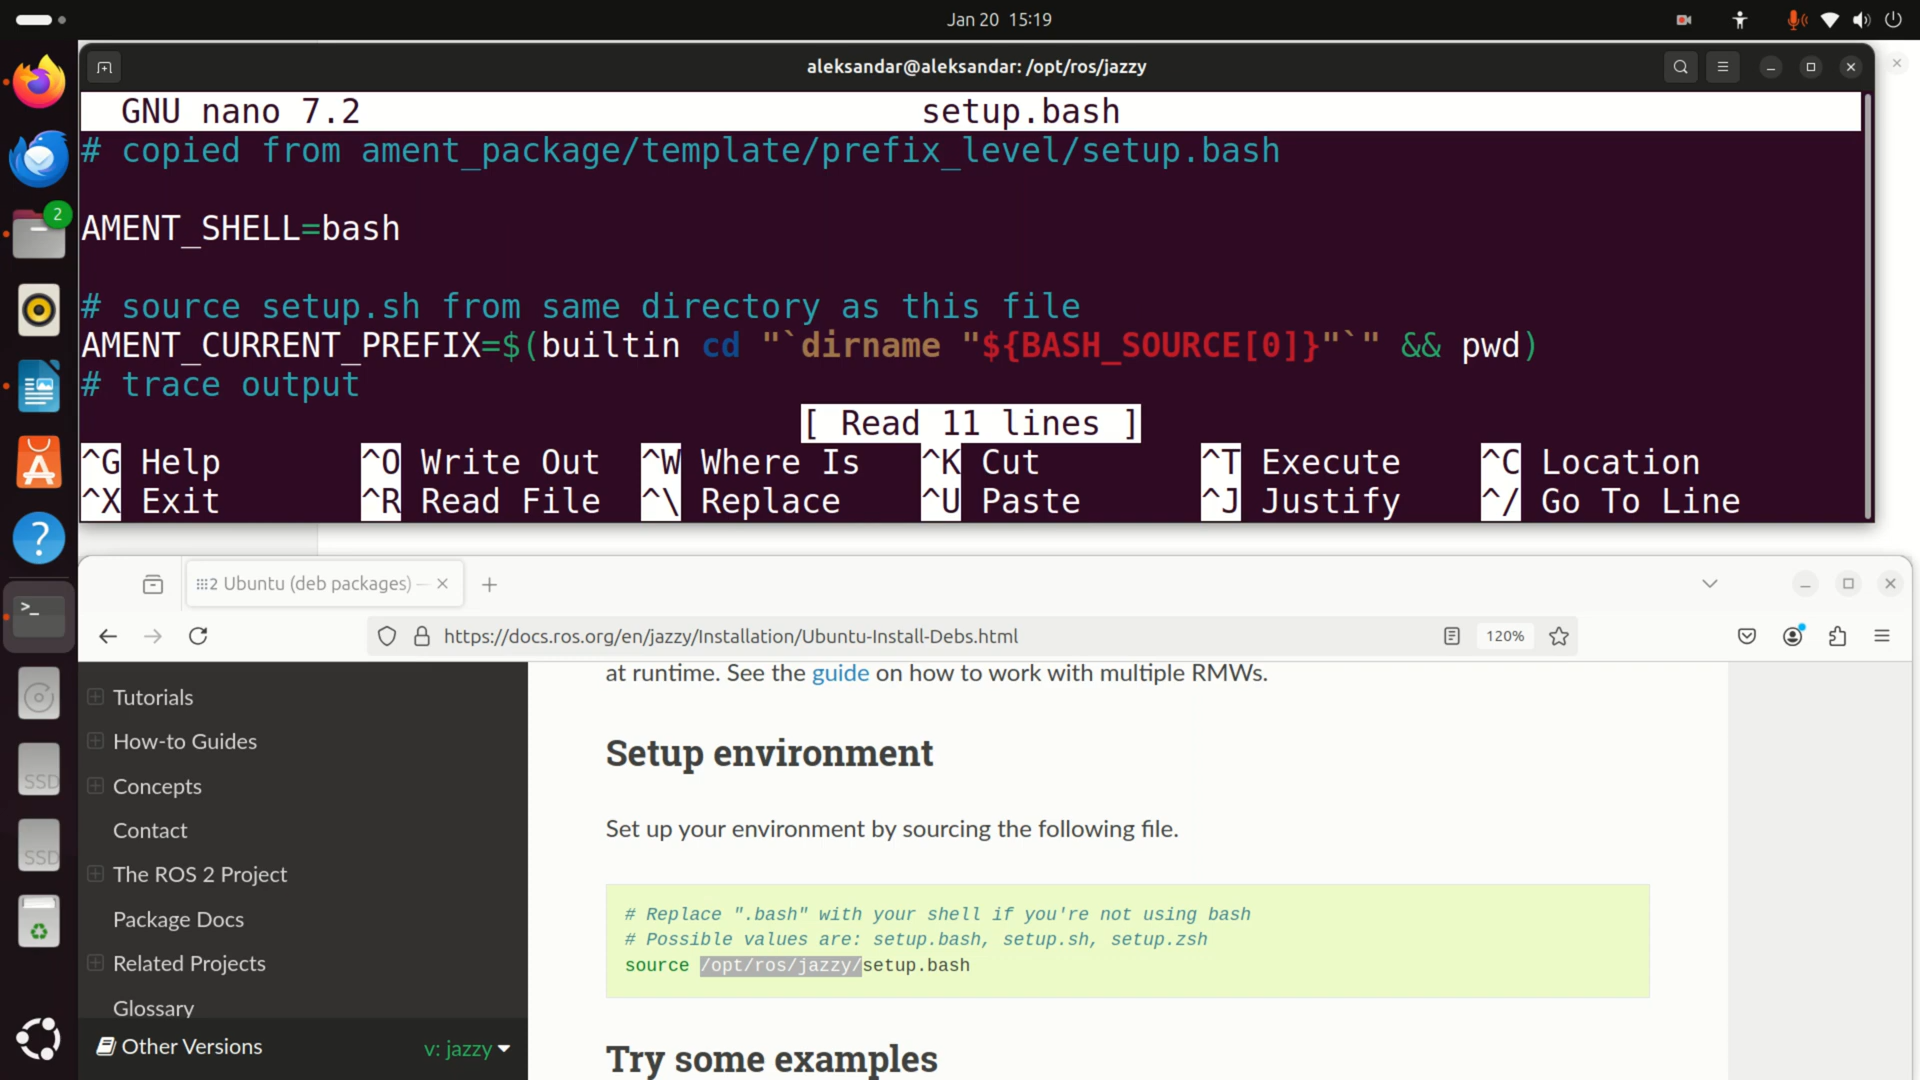 Jan 20 15:19
aleksandar@aleksandar: /opt/ros/jazzy
GNU nano 7.2 setup.bash
# copied from ament_package/template/prefix_level/setup.bash
AMENT_SHELL=bash
# source setup.sh from same directory as this file
AMENT_CURRENT_PREFIX=$(builtin cd "`dirname "${BASH_SOURCE[0]}"`" && pwd)
# trace output
[ Read 11 lines ]
^G Help ^O Write Out ^W Where Is ^K Cut ^T Execute ^C Location
^X Exit ^R Read File ^\ Replace ^U Paste ^J Justify ^/ Go To Line
2
>_
SSD
SSD
Ubuntu (deb packages) —
https://docs.ros.org/en/jazzy/Installation/Ubuntu-Install-Debs.html
120%
Tutorials
How-to Guides
Concepts
Contact
The ROS 2 Project
Package Docs
Related Projects
Glossary
Other Versions v: jazzy
at runtime. See the guide on how to work with multiple RMWs.
Setup environment
Set up your environment by sourcing the following file.
# Replace ".bash" with your shell if you're not using bash
# Possible values are: setup.bash, setup.sh, setup.zsh
source /opt/ros/jazzy/setup.bash
Try some examples